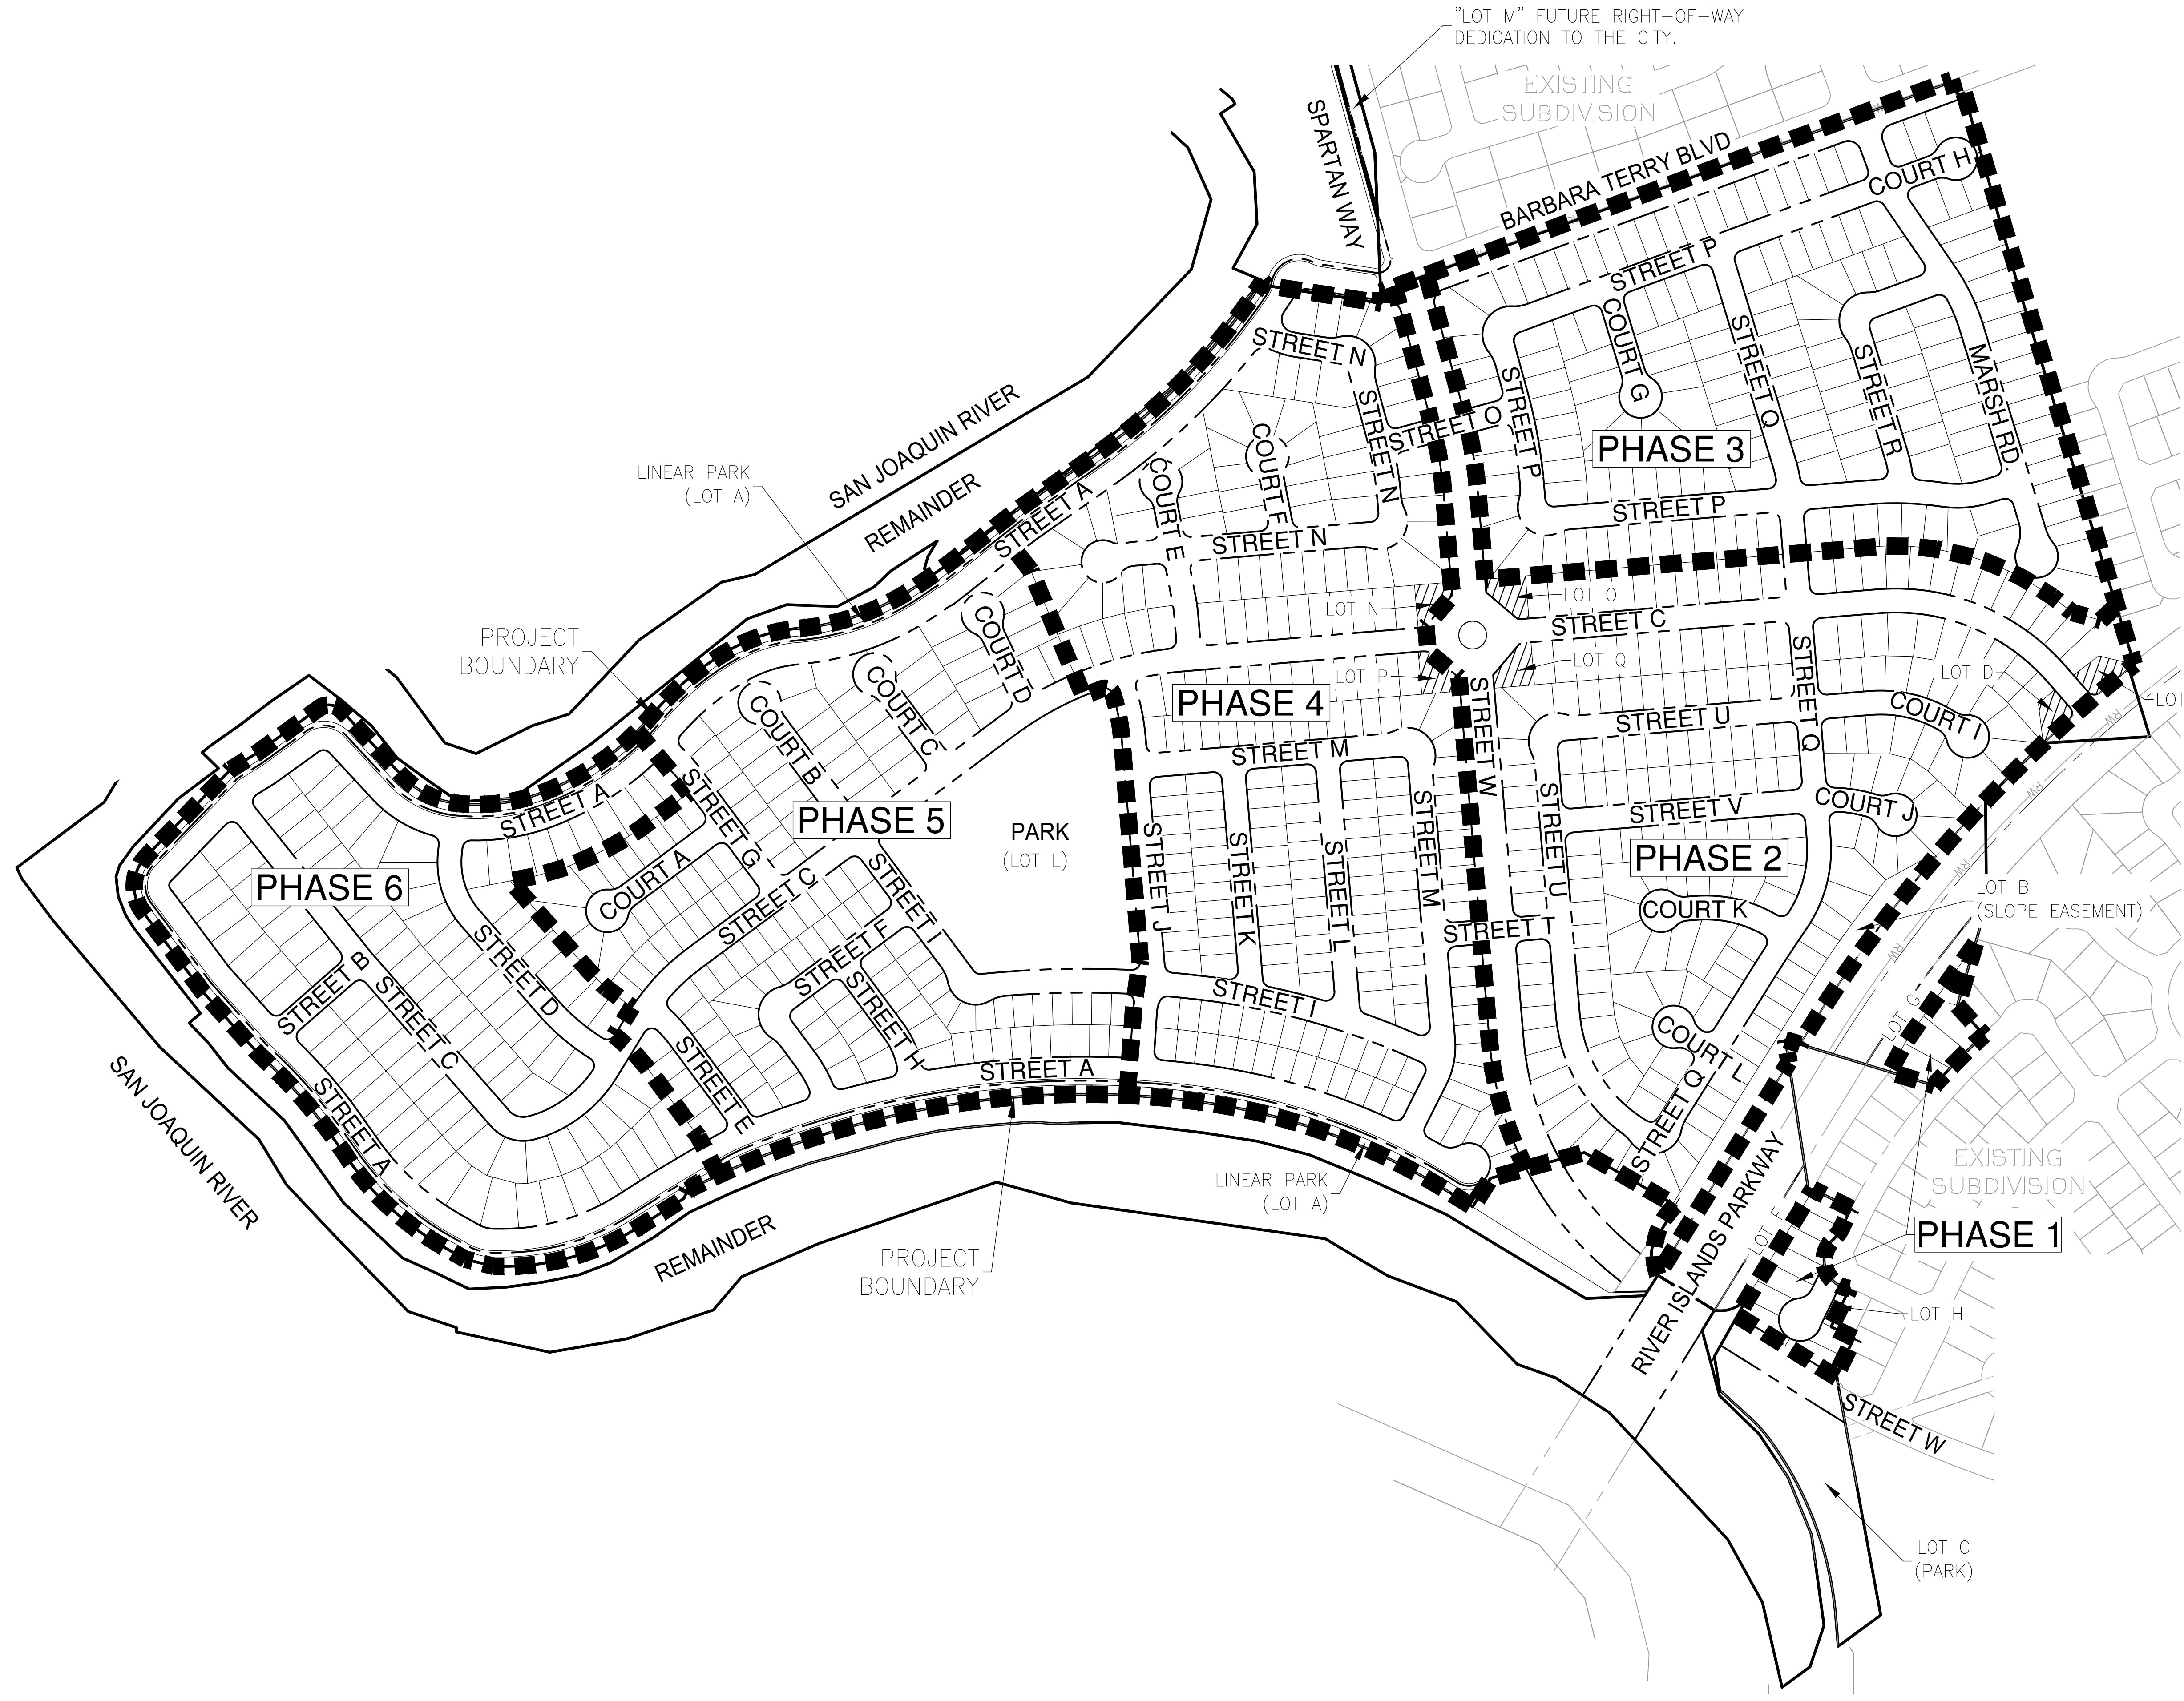 "LOT M" FUTURE RIGHT-OF-WAY
DEDICATION TO THE CITY.
EXISTING
SUBDIVISION
SPARTAN WAY
BARBARA TERRY BLVD
COURT H
STREET P
COURT G
STREET Q
STREET R
MARSH RD.
STREET P
PHASE 3
STREET P
STREET N
STREET N
STREET O
STREET N
COURT F
COURT E
STREET N
SAN JOAQUIN RIVER
REMAINDER
LINEAR PARK
(LOT A)
STREET A
PROJECT
BOUNDARY
COURT D
COURT C
COURT B
LOT N
LOT O
STREET C
LOT Q
LOT P
LOT D
LOT
PHASE 4
STREET M
STREET W
STREET U
STREET Q
COURT I
STREET V
COURT J
STREET U
PHASE 2
COURT K
COURT L
STREET Q
STREET T
STREET J
STREET K
STREET L
STREET M
STREET I
PARK
(LOT L)
PHASE 5
STREET A
STREET G
COURT A
STREET C
STREET I
STREET F
STREET H
STREET E
STREET A
PHASE 6
STREET D
STREET B
STREET C
STREET A
SAN JOAQUIN RIVER
REMAINDER
PROJECT
BOUNDARY
LINEAR PARK
(LOT A)
RW
RW
RW
RW
LOT B
(SLOPE EASEMENT)
LOT G
EXISTING
SUBDIVISION
RIVER ISLANDS PARKWAY
LOT F
PHASE 1
LOT H
STREET W
LOT C
(PARK)